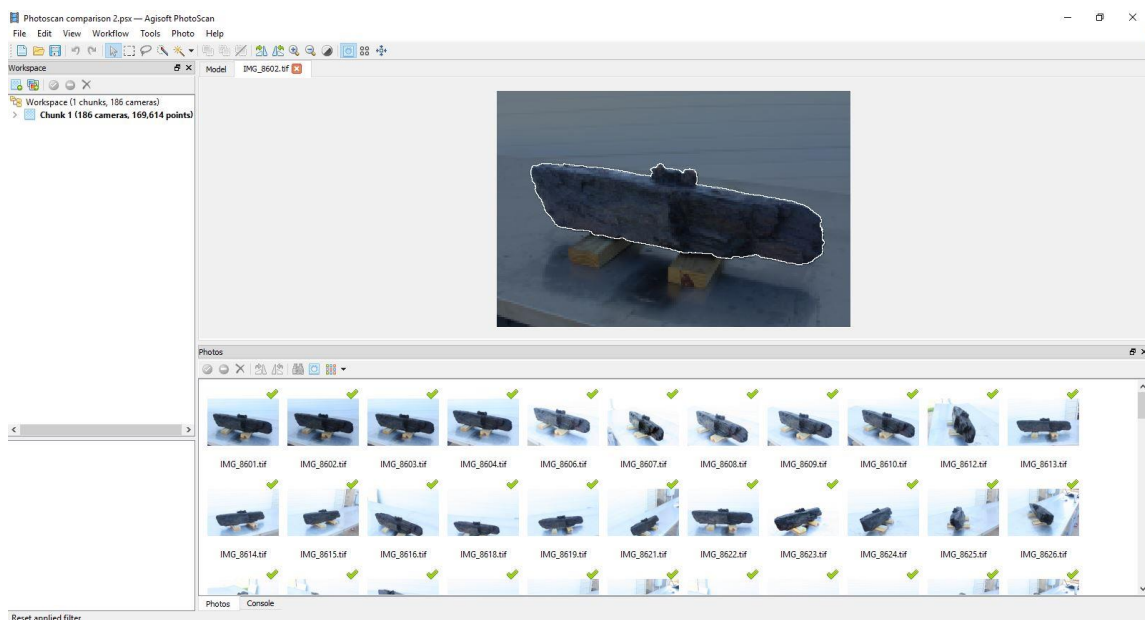 Photoscan comparison 2.psx — Agisoft PhotoScan
File Edit View Workflow Tools Photo Help
Workspace
Model IMG_8602.tif
Workspace (1 chunks, 186 cameras)
Chunk 1 (186 cameras, 169,614 points)
Photos
IMG_8601.tif IMG_8602.tif IMG_8603.tif IMG_8604.tif IMG_8606.tif IMG_8607.tif IMG_8608.tif IMG_8609.tif IMG_8610.tif IMG_8612.tif IMG_8613.tif
IMG_8614.tif IMG_8615.tif IMG_8616.tif IMG_8618.tif IMG_8619.tif IMG_8621.tif IMG_8622.tif IMG_8623.tif IMG_8624.tif IMG_8625.tif IMG_8626.tif
Photos Console
Reset applied filter